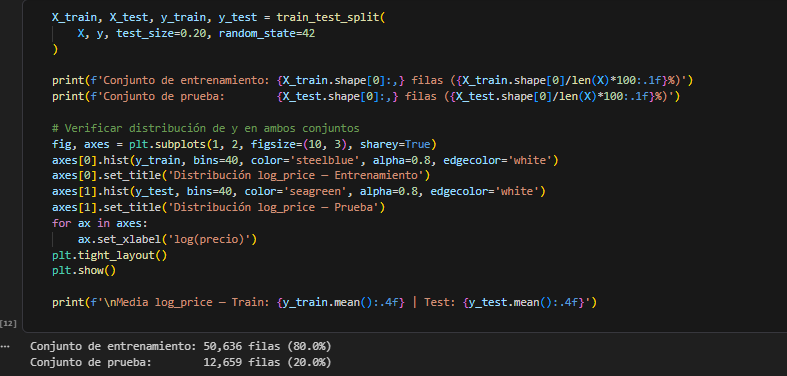 X_train, X_test, y_train, y_test = train_test_split(
    X, y, test_size=0.20, random_state=42
)

print(f'Conjunto de entrenamiento: {X_train.shape[0]:,} filas ({X_train.shape[0]/len(X)*100:.1f}%)')
print(f'Conjunto de prueba:        {X_test.shape[0]:,} filas ({X_test.shape[0]/len(X)*100:.1f}%)')

# Verificar distribución de y en ambos conjuntos
fig, axes = plt.subplots(1, 2, figsize=(10, 3), sharey=True)
axes[0].hist(y_train, bins=40, color='steelblue', alpha=0.8, edgecolor='white')
axes[0].set_title('Distribución log_price — Entrenamiento')
axes[1].hist(y_test, bins=40, color='seagreen', alpha=0.8, edgecolor='white')
axes[1].set_title('Distribución log_price — Prueba')
for ax in axes:
    ax.set_xlabel('log(precio)')
plt.tight_layout()
plt.show()

print(f'\nMedia log_price — Train: {y_train.mean():.4f} | Test: {y_test.mean():.4f}')
[12]
... Conjunto de entrenamiento: 50,636 filas (80.0%)
Conjunto de prueba:        12,659 filas (20.0%)